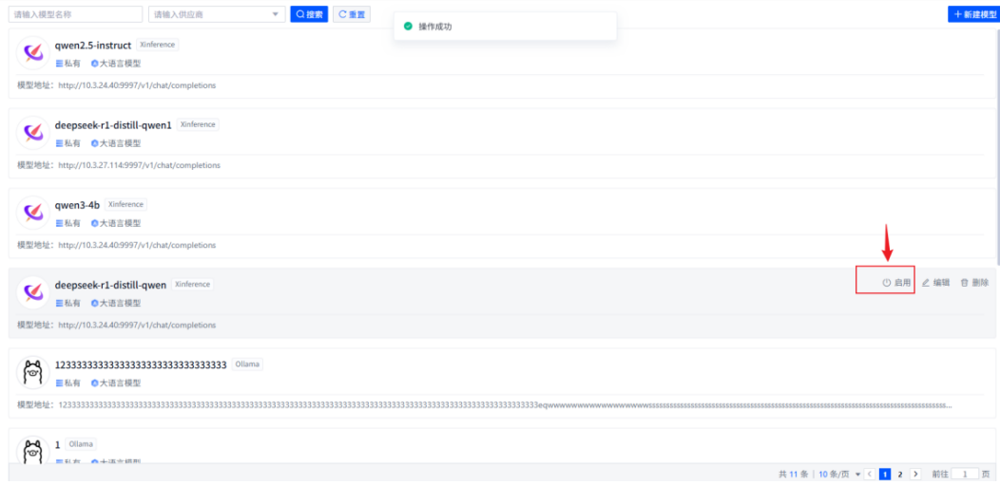 请输入模型名称 请输入供应商 搜索 重置 操作成功 新建模型
qwen2.5-instruct Xinference
私有 大语言模型
模型地址：http://10.3.24.40:9997/v1/chat/completions
deepseek-r1-distill-qwen1 Xinference
私有 大语言模型
模型地址：http://10.3.27.114:9997/v1/chat/completions
qwen3-4b Xinference
私有 大语言模型
模型地址：http://10.3.24.40:9997/v1/chat/completions
deepseek-r1-distill-qwen Xinference 启用 编辑 删除
私有 大语言模型
模型地址：http://10.3.24.40:9997/v1/chat/completions
Ollama
私有 大语言模型
模型地址：
1 Ollama
私有 大语言模型
共 11 条 10 条/页 1 2 前往 1 页